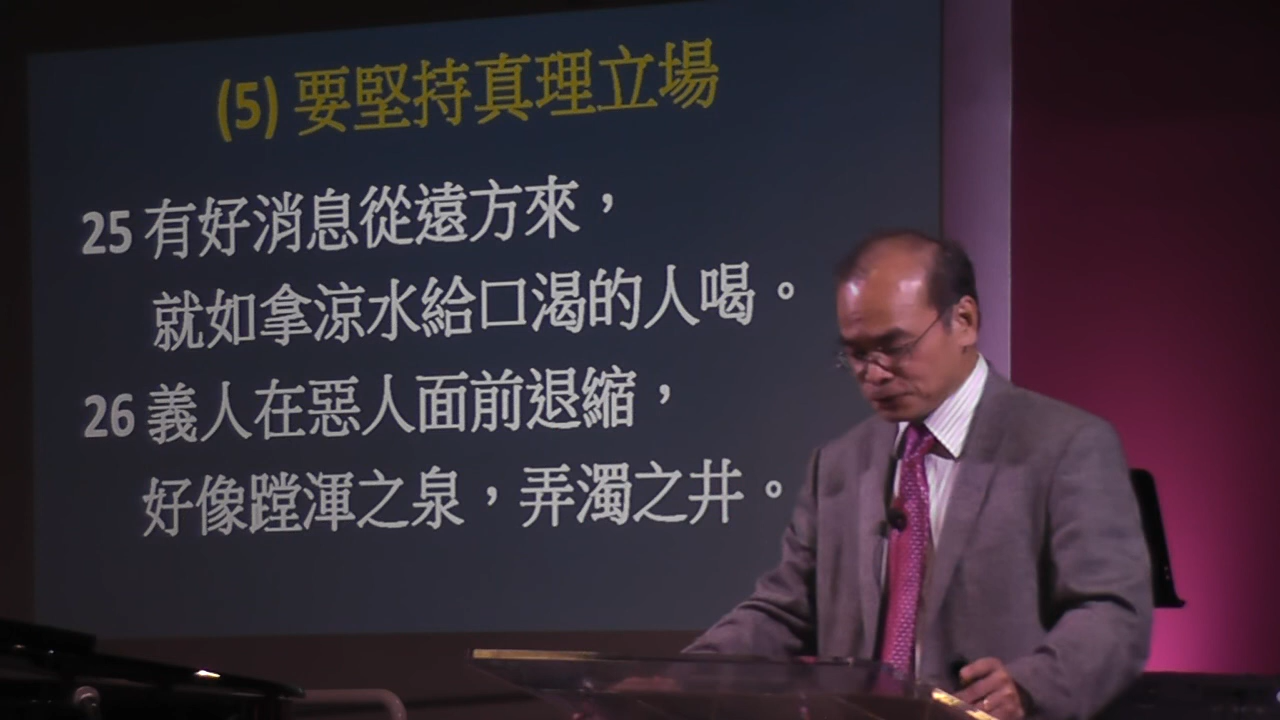 (5) 要堅持真理立場
25 有好消息從遠方來，
就如拿涼水給口渴的人喝。
26 義人在惡人面前退縮，
好像蹚渾之泉，弄濁之井。